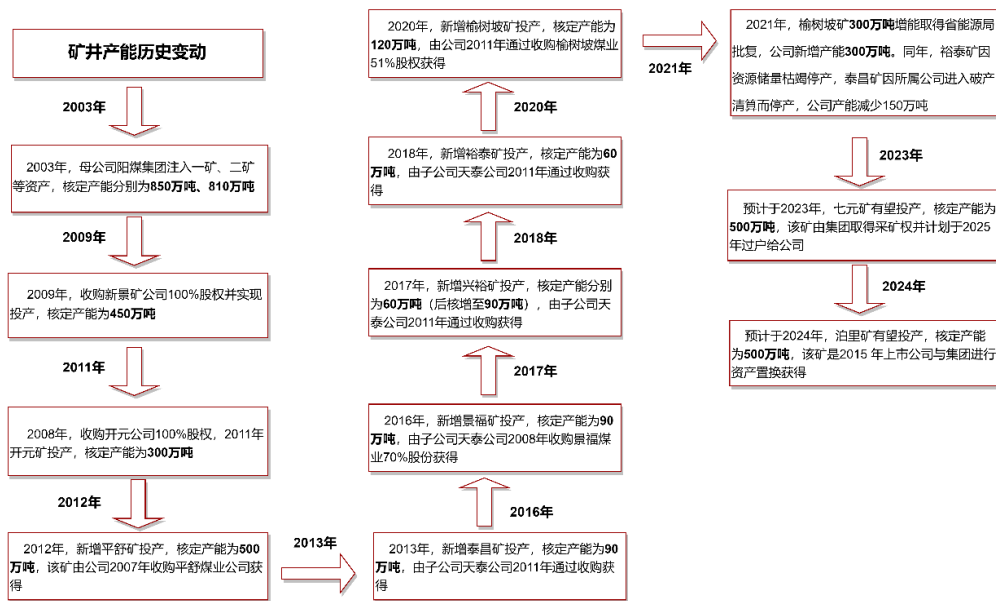 矿井产能历史变动
2003年
2003年，母公司阳煤集团注入一矿、二矿
等资产，核定产能分别为850万吨、810万吨
2009年
2009年，收购新景矿公司100%股权并实现
投产，核定产能为450万吨
2011年
2008年，收购开元公司100%股权，2011年
开元矿投产，核定产能为300万吨
2012年
2012年，新增平舒矿投产，核定产能为500
万吨，该矿由公司2007年收购平舒煤业公司获
得
2013年
2013年，新增泰昌矿投产，核定产能为90
万吨，由子公司天泰公司2011年通过收购获
得
2016年
2016年，新增景福矿投产，核定产能为90
万吨，由子公司天泰公司2008年收购景福煤
业70%股份获得
2017年
2017年，新增兴裕矿投产，核定产能分别
为60万吨（后核增至90万吨），由子公司天
泰公司2011年通过收购获得
2018年
2018年，新增裕泰矿投产，核定产能为60
万吨，由子公司天泰公司2011年通过收购获
得
2020年
2020年，新增榆树坡矿投产，核定产能为
120万吨，由公司2011年通过收购榆树坡煤业
51%股权获得
2021年
2021年，榆树坡矿300万吨增能取得省能源局
批复，公司新增产能300万吨。同年，裕泰矿因
资源储量枯竭停产，泰昌矿因所属公司进入破产
清算而停产，公司产能减少150万吨
2023年
预计于2023年，七元矿有望投产，核定产能为
500万吨，该矿由集团取得采矿权并计划于2025
年过户给公司
2024年
预计于2024年，泊里矿有望投产，核定产能
为500万吨，该矿是2015 年上市公司与集团进行
资产置换获得